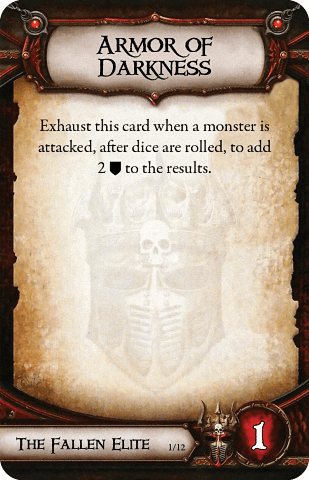 Armor of
Darkness
Exhaust this card when a monster is
attacked, after dice are rolled, to add
2 to the results.
The Fallen Elite
1/12
1